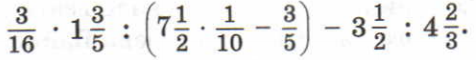 3/16 · 1 3/5 : (7 1/2 · 1/10 − 3/5) − 3 1/2 : 4 2/3.